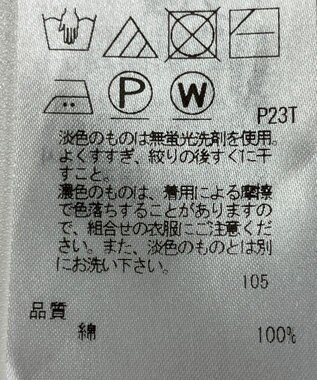 P
W
P23T
淡色のものは無蛍光洗剤を使用。
よくすすぎ、絞りの後すぐに干
すこと。
濃色のものは、着用による摩擦
で色落ちすることがありますの
で、組合せの衣服にご注意くださ
い。また、淡色のものとは別
にお洗い下さい。
105
品質
綿 100%